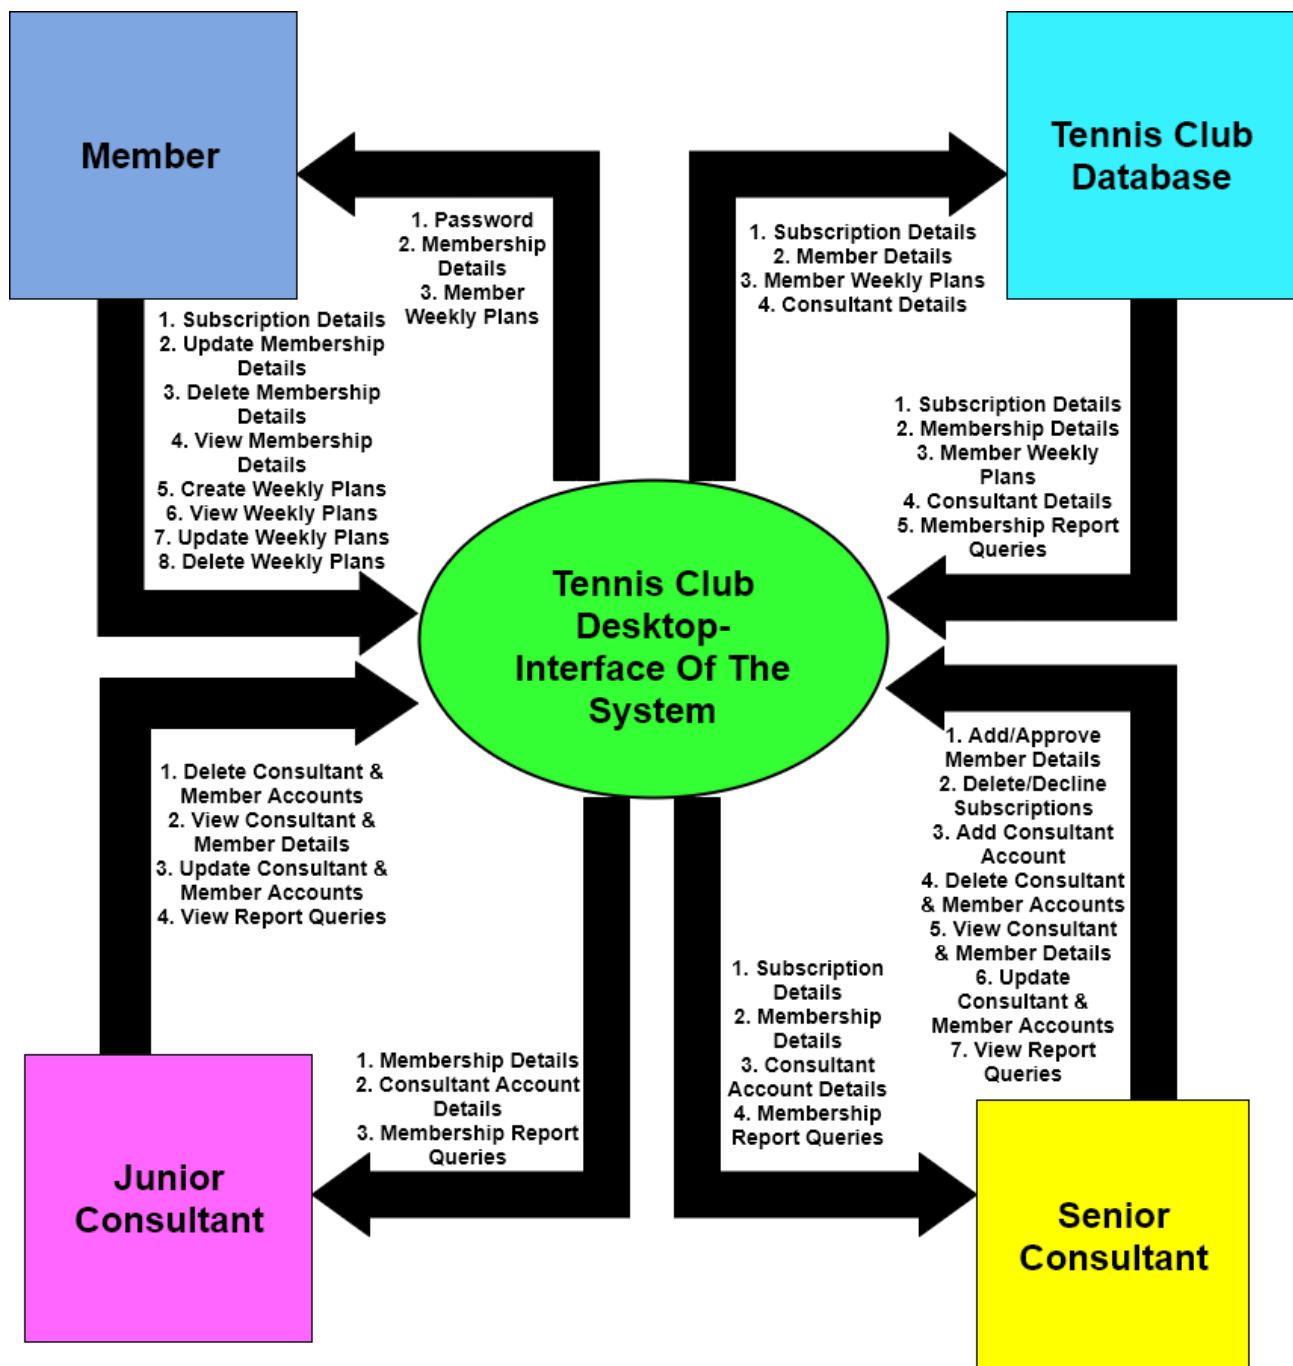 Member
Tennis Club
Database
1. Password
2. Membership
Details
3. Member
Weekly Plans
1. Subscription Details
2. Member Details
3. Member Weekly Plans
4. Consultant Details
1. Subscription Details
2. Update Membership
Details
3. Delete Membership
Details
4. View Membership
Details
5. Create Weekly Plans
6. View Weekly Plans
7. Update Weekly Plans
8. Delete Weekly Plans
1. Subscription Details
2. Membership Details
3. Member Weekly
Plans
4. Consultant Details
5. Membership Report
Queries
Tennis Club
Desktop-
Interface Of The
System
1. Delete Consultant &
Member Accounts
2. View Consultant &
Member Details
3. Update Consultant &
Member Accounts
4. View Report Queries
1. Add/Approve
Member Details
2. Delete/Decline
Subscriptions
3. Add Consultant
Account
4. Delete Consultant
& Member Accounts
5. View Consultant
& Member Details
6. Update
Consultant &
Member Accounts
7. View Report
Queries
1. Membership Details
2. Consultant Account
Details
3. Membership Report
Queries
1. Subscription
Details
2. Membership
Details
3. Consultant
Account Details
4. Membership
Report Queries
Junior
Consultant
Senior
Consultant